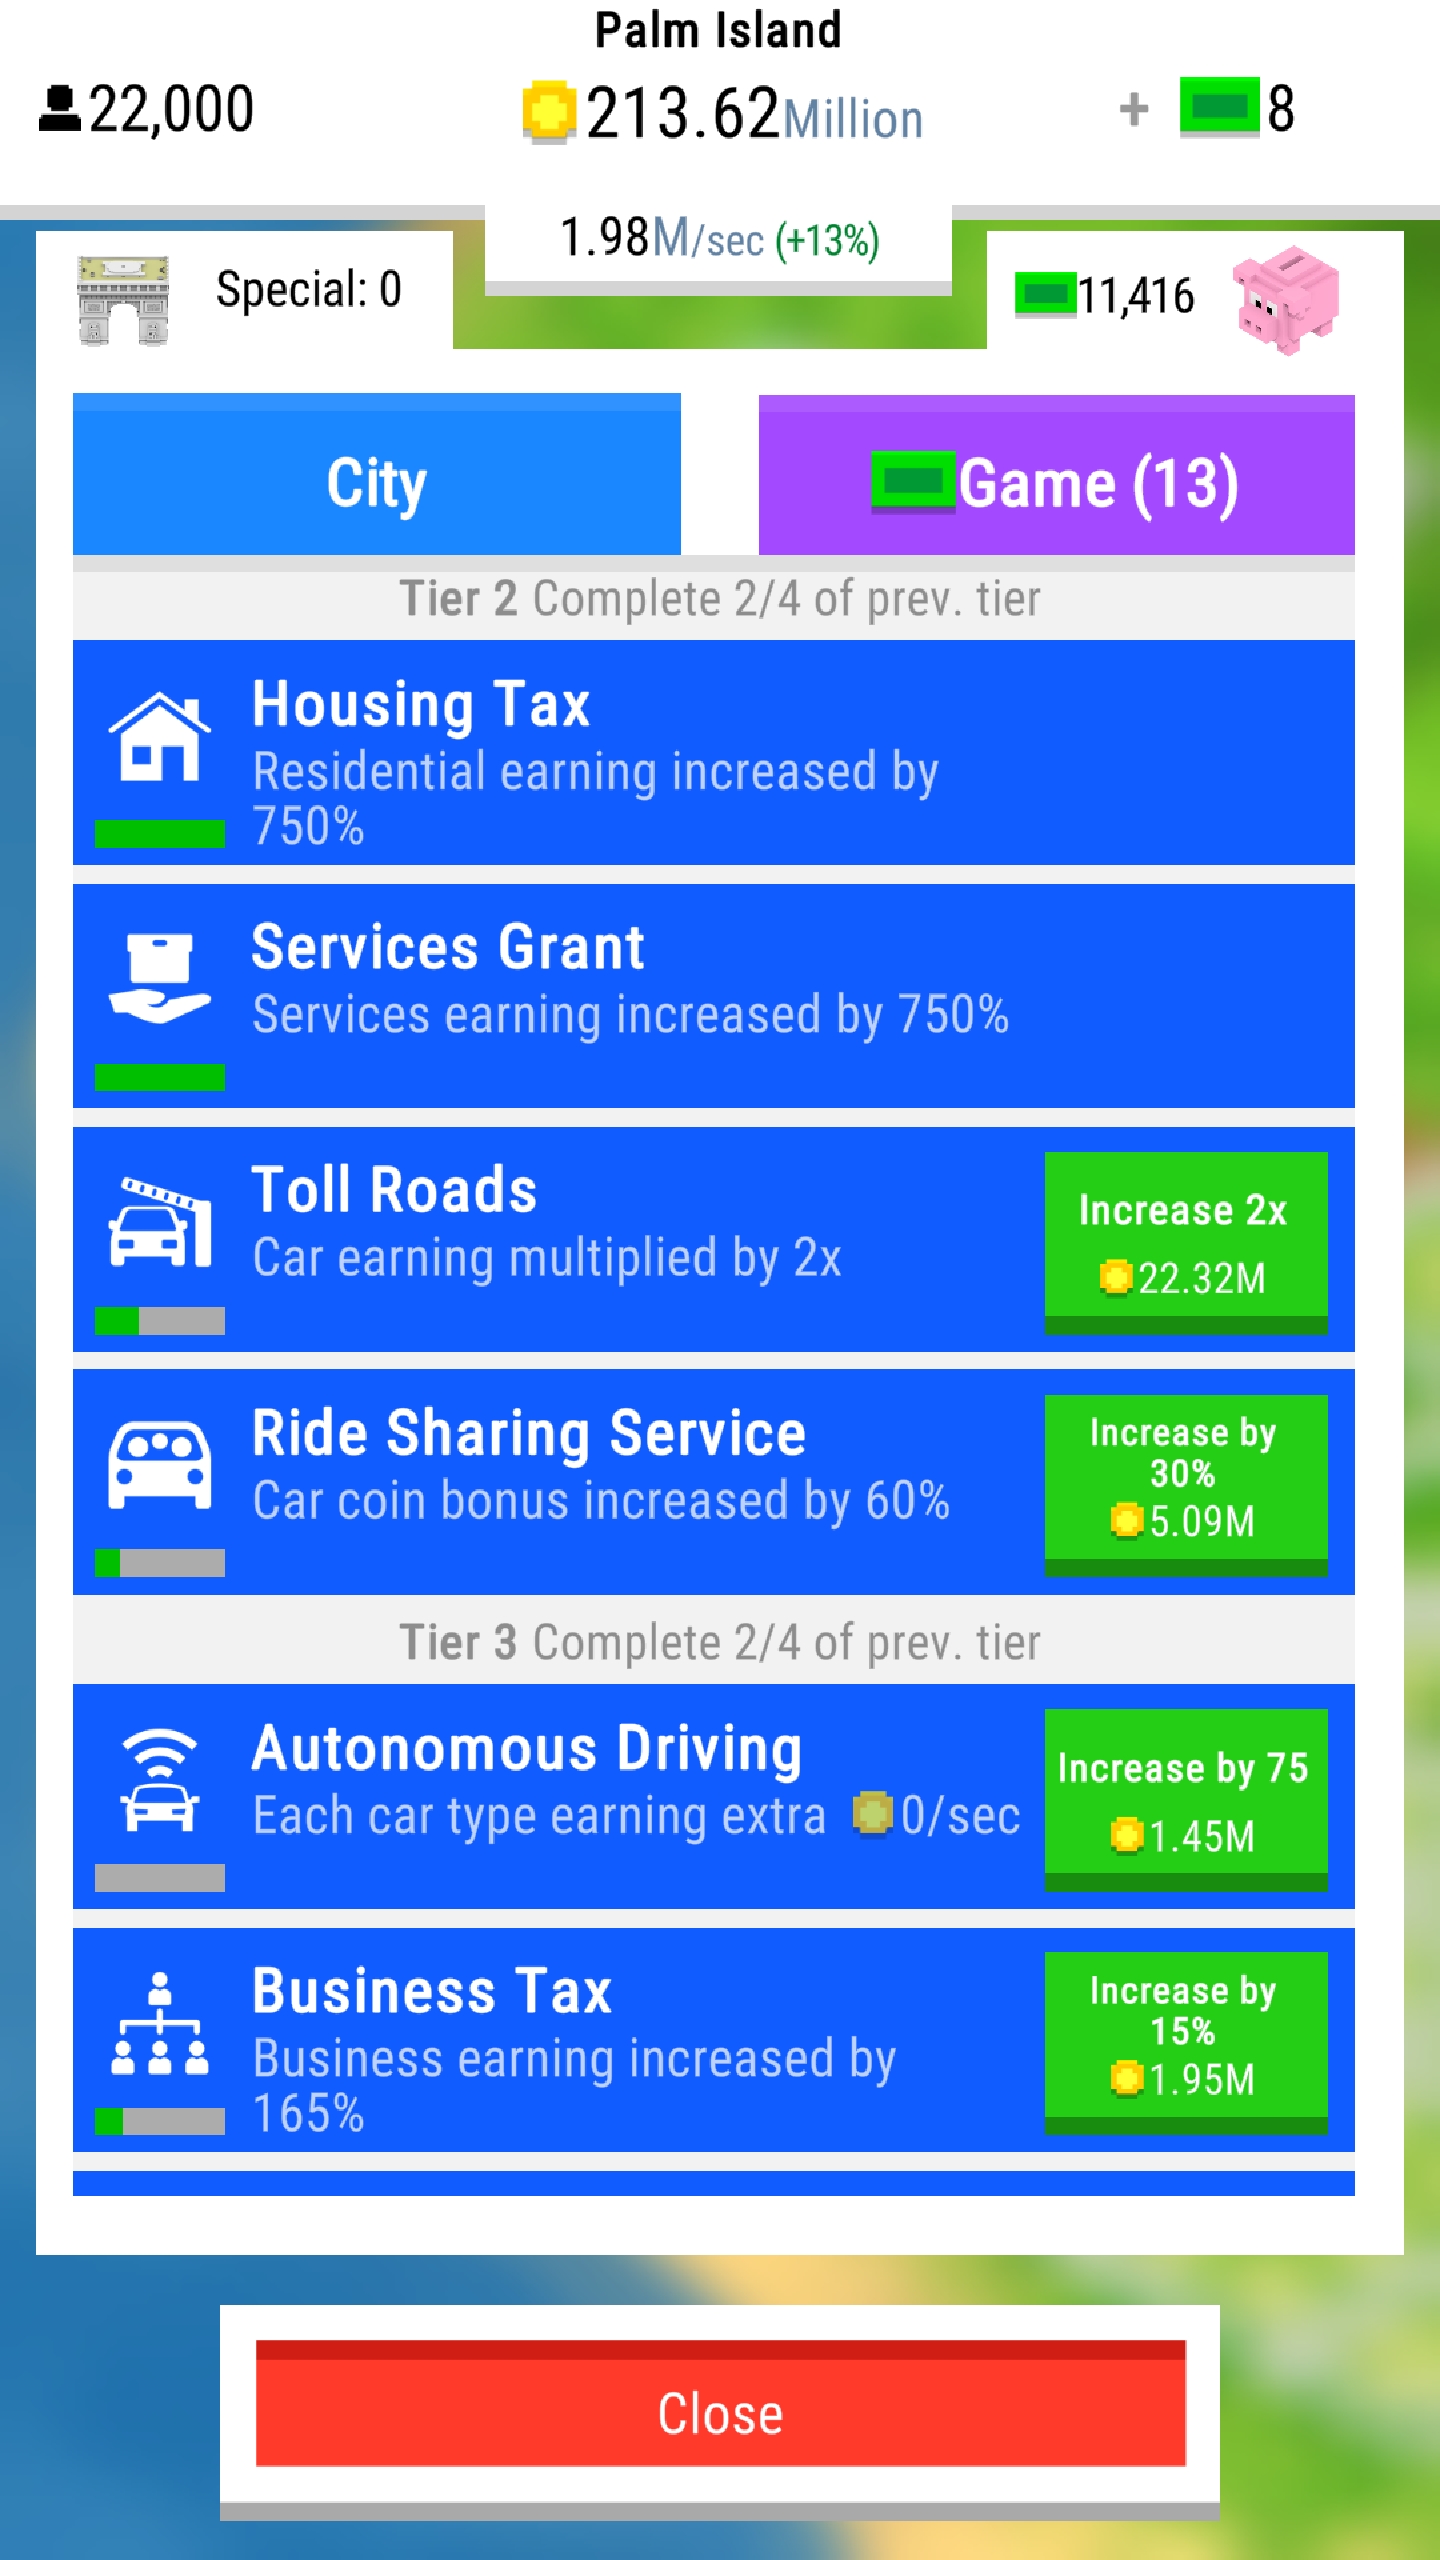 Palm Island
22,000
213.62Million
+ 8
1.98M/sec (+13%)
Special: 0
11,416
City
Game (13)
Tier 2 Complete 2/4 of prev. tier
Housing Tax
Residential earning increased by
750%
Services Grant
Services earning increased by 750%
Toll Roads
Car earning multiplied by 2x
Increase 2x
22.32M
Ride Sharing Service
Car coin bonus increased by 60%
Increase by
30%
5.09M
Tier 3 Complete 2/4 of prev. tier
Autonomous Driving
Each car type earning extra 0/sec
Increase by 75
1.45M
Business Tax
Business earning increased by
165%
Increase by
15%
1.95M
Close